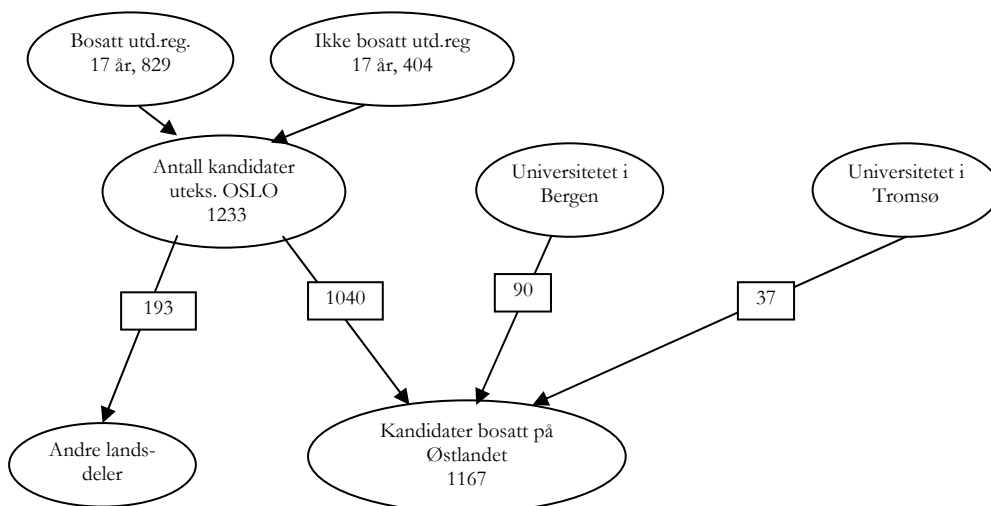 Bosatt utd.reg.
17 år, 829
Ikke bosatt utd.reg
17 år, 404
Antall kandidater
uteks. OSLO
1233
Universitetet i
Bergen
Universitetet i
Tromsø
193
1040
90
37
Andre lands-
deler
Kandidater bosatt på
Østlandet
1167